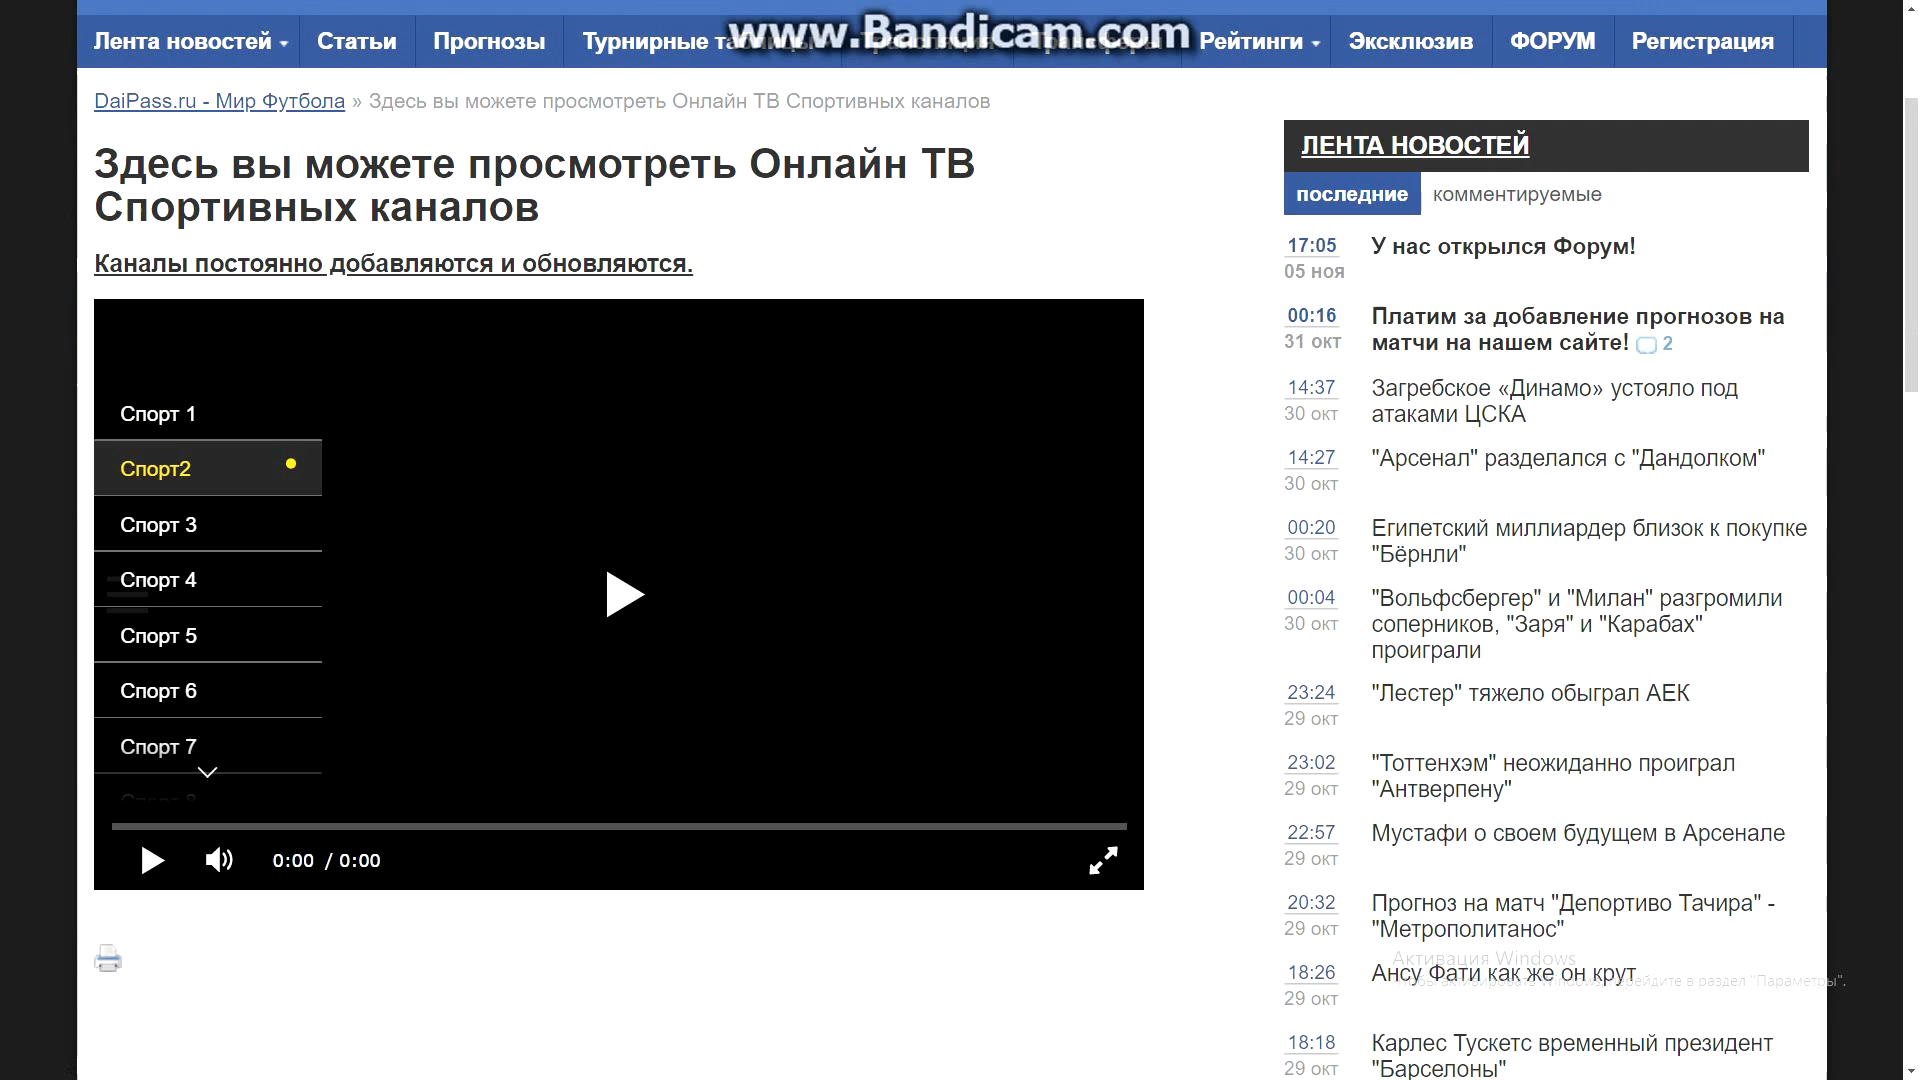 www.Bandicam.com
Лента новостей
Статьи
Прогнозы
Турнирные
Рейтинги
Эксклюзив
ФОРУМ
Регистрация
DaiPass.ru - Мир Футбола » Здесь вы можете просмотреть Онлайн ТВ Спортивных каналов
Здесь вы можете просмотреть Онлайн ТВ
Спортивных каналов
Каналы постоянно добавляются и обновляются.
Спорт 1
Спорт2
Спорт 3
Спорт 4
Спорт 5
Спорт 6
Спорт 7
0:00 / 0:00
ЛЕНТА НОВОСТЕЙ
последние
комментируемые
17:05
05 ноя
У нас открылся Форум!
00:16
31 окт
Платим за добавление прогнозов на
матчи на нашем сайте! 2
14:37
30 окт
Загребское «Динамо» устояло под
атаками ЦСКА
14:27
30 окт
"Арсенал" разделался с "Дандолком"
00:20
30 окт
Египетский миллиардер близок к покупке
"Бёрнли"
00:04
30 окт
"Вольфсбергер" и "Милан" разгромили
соперников, "Заря" и "Карабах"
проиграли
23:24
29 окт
"Лестер" тяжело обыграл АЕК
23:02
29 окт
"Тоттенхэм" неожиданно проиграл
"Антверпену"
22:57
29 окт
Мустафи о своем будущем в Арсенале
20:32
29 окт
Прогноз на матч "Депортиво Тачира" -
"Метрополитанос"
Активация Windows
18:26
29 окт
Ансу Фати как же он крут
Чтобы активировать Windows, перейдите в раздел "Параметры".
18:18
29 окт
Карлес Тускетс временный президент
"Барселоны"